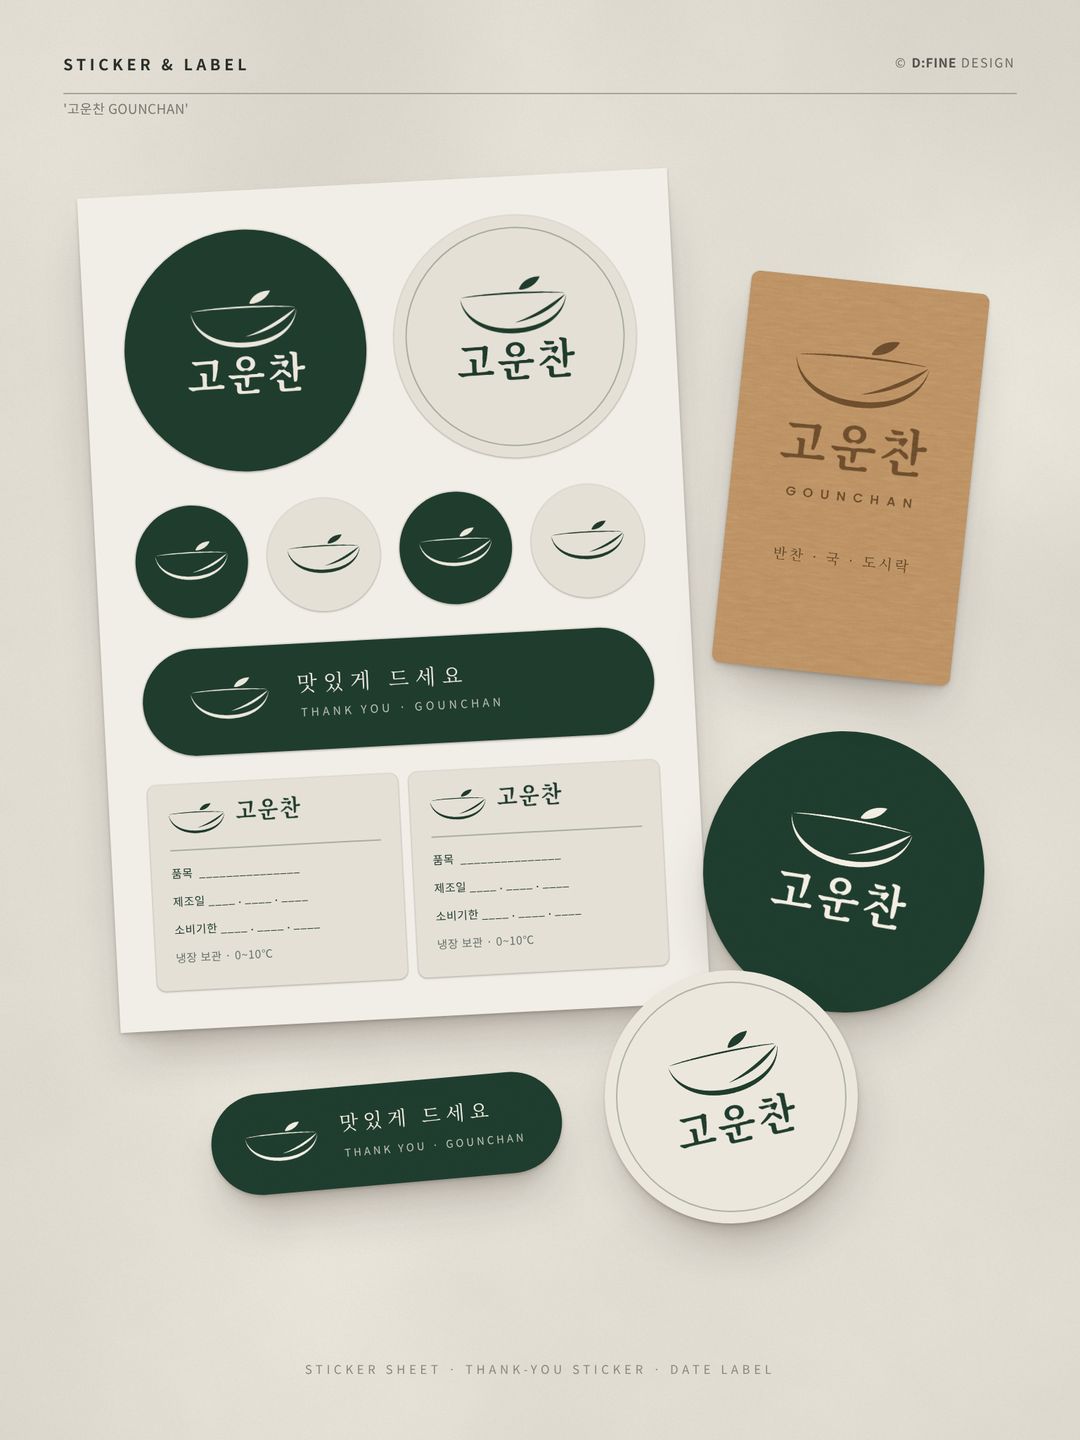 STICKER & LABEL
© D:FINE DESIGN
'고운찬 GOUNCHAN'
고운찬
고운찬
고운찬
GOUNCHAN
반찬 · 국 · 도시락
맛있게 드세요
THANK YOU · GOUNCHAN
고운찬
품목 _______________
제조일 ____ . ____ . ____
소비기한 ____ . ____ . ____
냉장 보관 · 0~10℃
고운찬
품목 _______________
제조일 ____ . ____ . ____
소비기한 ____ . ____ . ____
냉장 보관 · 0~10℃
고운찬
고운찬
맛있게 드세요
THANK YOU · GOUNCHAN
STICKER SHEET · THANK-YOU STICKER · DATE LABEL